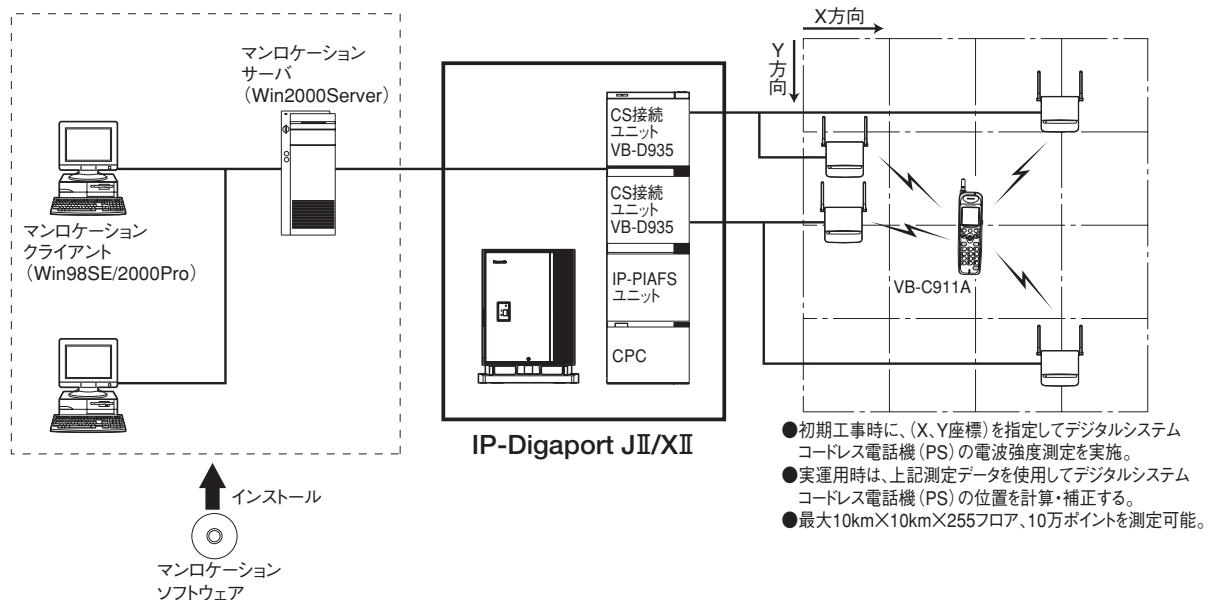 マンロケーション
サーバ
（Win2000Server）
マンロケーション
クライアント
（Win98SE/2000Pro）
インストール
マンロケーション
ソフトウェア
CS接続
ユニット
VB-D935
CS接続
ユニット
VB-D935
IP-PIAFS
ユニット
CPC
IP-Digaport JⅡ/XⅡ
X方向
Y方向
VB-C911A
●初期工事時に、（X、Y座標）を指定してデジタルシステム
コードレス電話機（PS）の電波強度測定を実施。
●実運用時は、上記測定データを使用してデジタルシステム
コードレス電話機（PS）の位置を計算・補正する。
●最大10km×10km×255フロア、10万ポイントを測定可能。